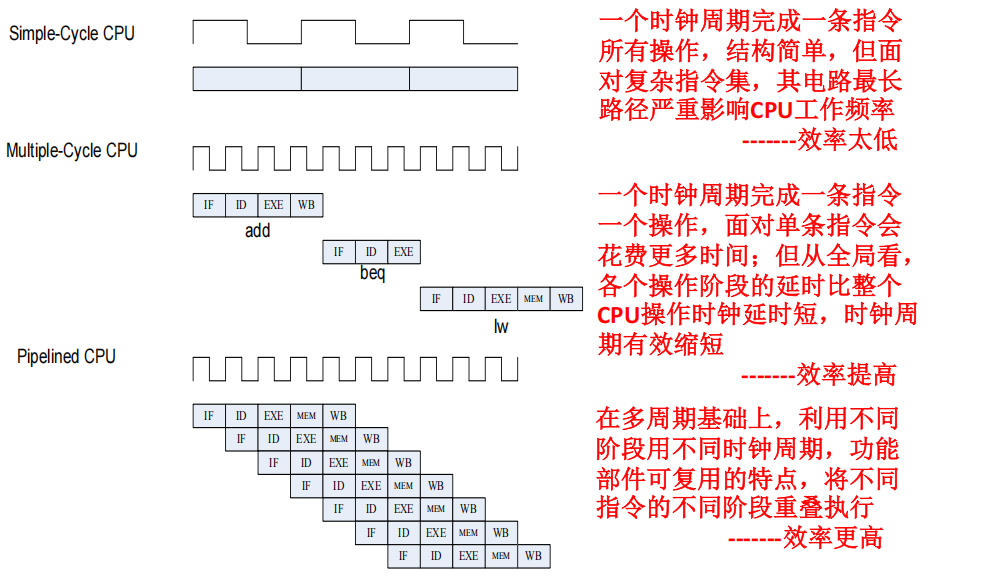 Simple-Cycle CPU
一个时钟周期完成一条指令
所有操作，结构简单，但面
对复杂指令集，其电路最长
路径严重影响CPU工作频率
-------效率太低
Multiple-Cycle CPU
IF ID EXE WB
add
IF ID EXE
beq
IF ID EXE MEM WB
lw
一个时钟周期完成一条指令
一个操作，面对单条指令会
花费更多时间；但从全局看，
各个操作阶段的延时比整个
CPU操作时钟延时短，时钟周
期有效缩短
-------效率提高
Pipelined CPU
IF ID EXE MEM WB
IF ID EXE MEM WB
IF ID EXE MEM WB
IF ID EXE MEM WB
IF ID EXE MEM WB
IF ID EXE MEM WB
IF ID EXE MEM WB
在多周期基础上，利用不同
阶段用不同时钟周期，功能
部件可复用的特点，将不同
指令的不同阶段重叠执行
-------效率更高